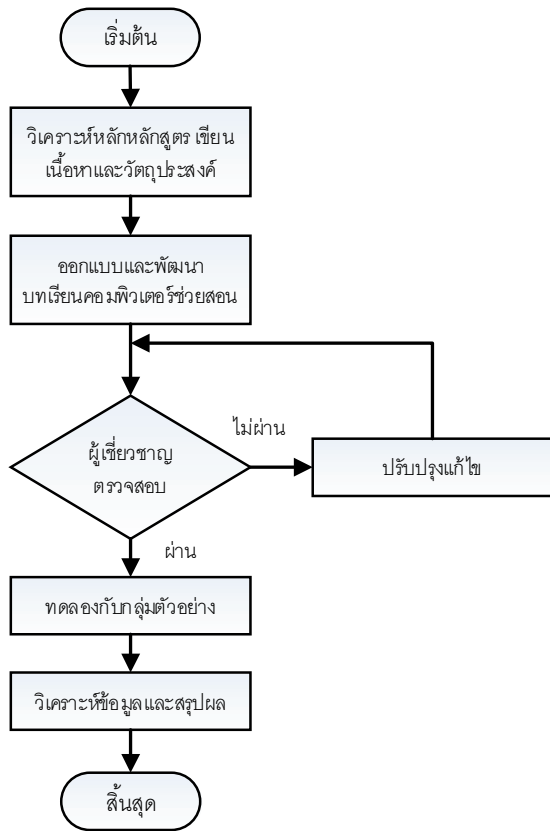 เริ่มต้น
วิเคราะห์หลักหลักสูตร เขียน
เนื้อหาและวัตถุประสงค์
ออกแบบและพัฒนา
บทเรียนคอมพิวเตอร์ช่วยสอน
ผู้เชี่ยวชาญ
ตรวจสอบ
ไม่ผ่าน
ปรับปรุงแก้ไข
ผ่าน
ทดลองกับกลุ่มตัวอย่าง
วิเคราะห์ข้อมูลและสรุปผล
สิ้นสุด